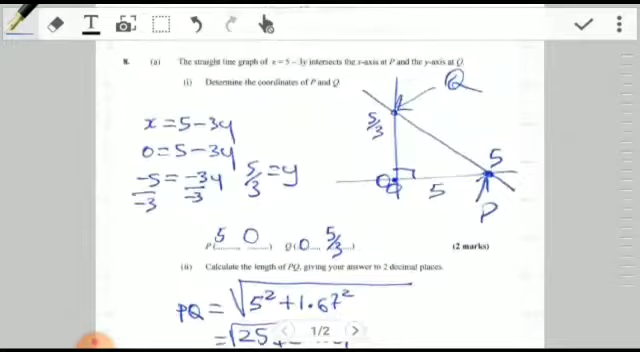 8. (a) The straight line graph of x = 5 – 3y intersects the x-axis at P and the y-axis at Q.
(i) Determine the coordinates of P and Q.
Q
5/3
x = 5 - 3y
0 = 5 - 3y
-5/-3 = -3y/-3 5/3 = y
5
0
5
P
P (5, 0) Q (0, 5/3)
(2 marks)
(ii) Calculate the length of PQ, giving your answer to 2 decimal places.
PQ = √5² + 1.67²
= √25
1/2